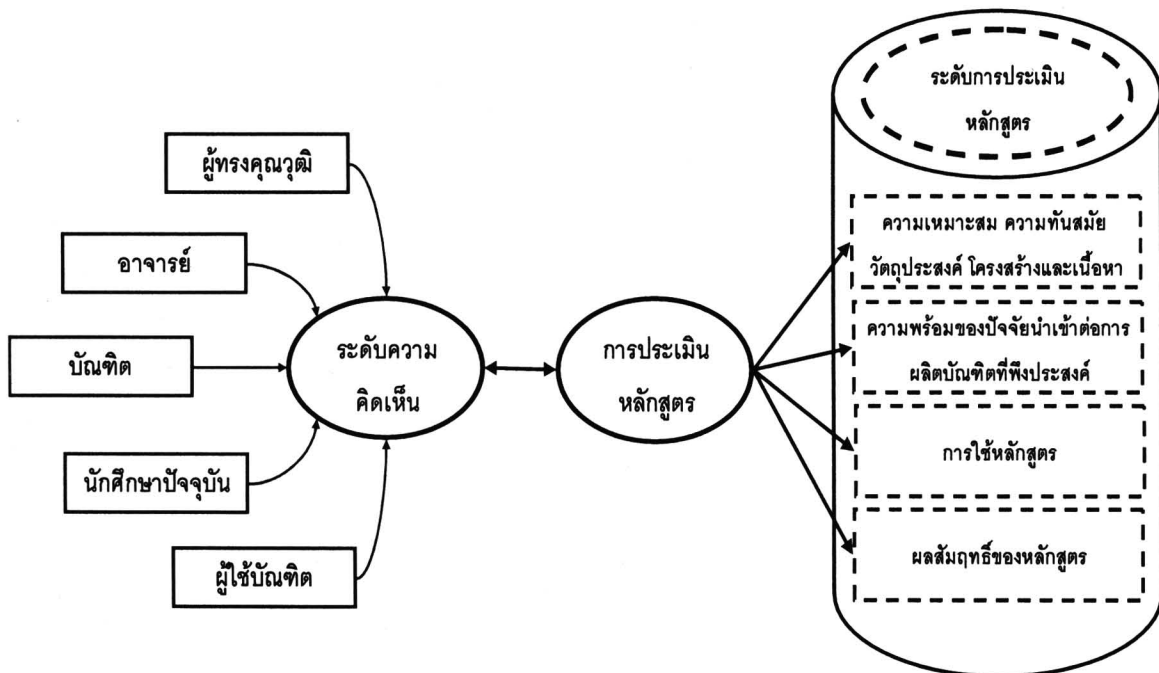 ผู้ทรงคุณวุฒิ
อาจารย์
บัณฑิต
นักศึกษาปัจจุบัน
ผู้ใช้บัณฑิต
ระดับความ
คิดเห็น
การประเมิน
หลักสูตร
ระดับการประเมิน
หลักสูตร
ความเหมาะสม ความทันสมัย
วัตถุประสงค์ โครงสร้างและเนื้อหา
ความพร้อมของปัจจัยนำเข้าต่อการ
ผลิตบัณฑิตที่พึงประสงค์
การใช้หลักสูตร
ผลสัมฤทธิ์ของหลักสูตร